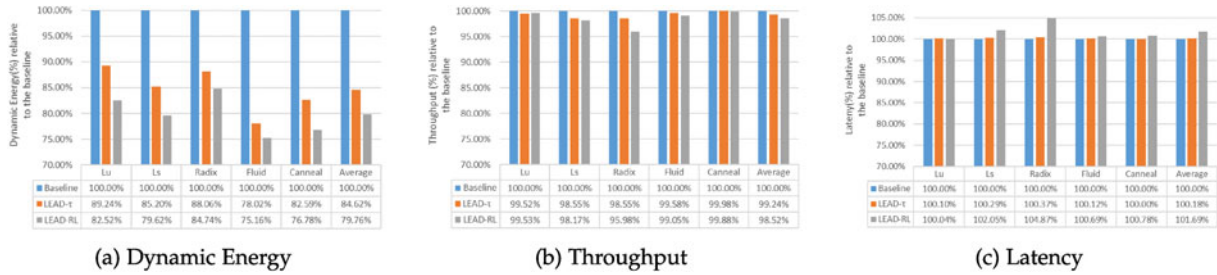 Dynamic Energy(%) relative
to the baseline
100.00%
95.00%
90.00%
85.00%
80.00%
75.00%
70.00%
Lu Ls Radix Fluid Canneal Average
Baseline 100.00% 100.00% 100.00% 100.00% 100.00% 100.00%
LEAD-τ 89.24% 85.20% 88.06% 78.02% 82.59% 84.62%
LEAD-RL 82.52% 79.62% 84.74% 75.16% 76.78% 79.76%
(a) Dynamic Energy
Throughput (%) relative to
the baseline
100.00%
95.00%
90.00%
85.00%
80.00%
75.00%
70.00%
Lu Ls Radix Fluid Canneal Average
Baseline 100.00% 100.00% 100.00% 100.00% 100.00% 100.00%
LEAD-τ 99.52% 98.55% 98.55% 99.58% 99.98% 99.24%
LEAD-RL 99.53% 98.17% 95.98% 99.05% 99.88% 98.52%
(b) Throughput
Lateny(%) relative to
the baseline
105.00%
100.00%
95.00%
90.00%
85.00%
80.00%
75.00%
70.00%
Lu Ls Radix Fluid Canneal Average
Baseline 100.00% 100.00% 100.00% 100.00% 100.00% 100.00%
LEAD-τ 100.10% 100.29% 100.37% 100.12% 100.00% 100.18%
LEAD-RL 100.04% 102.05% 104.87% 100.69% 100.78% 101.69%
(c) Latency